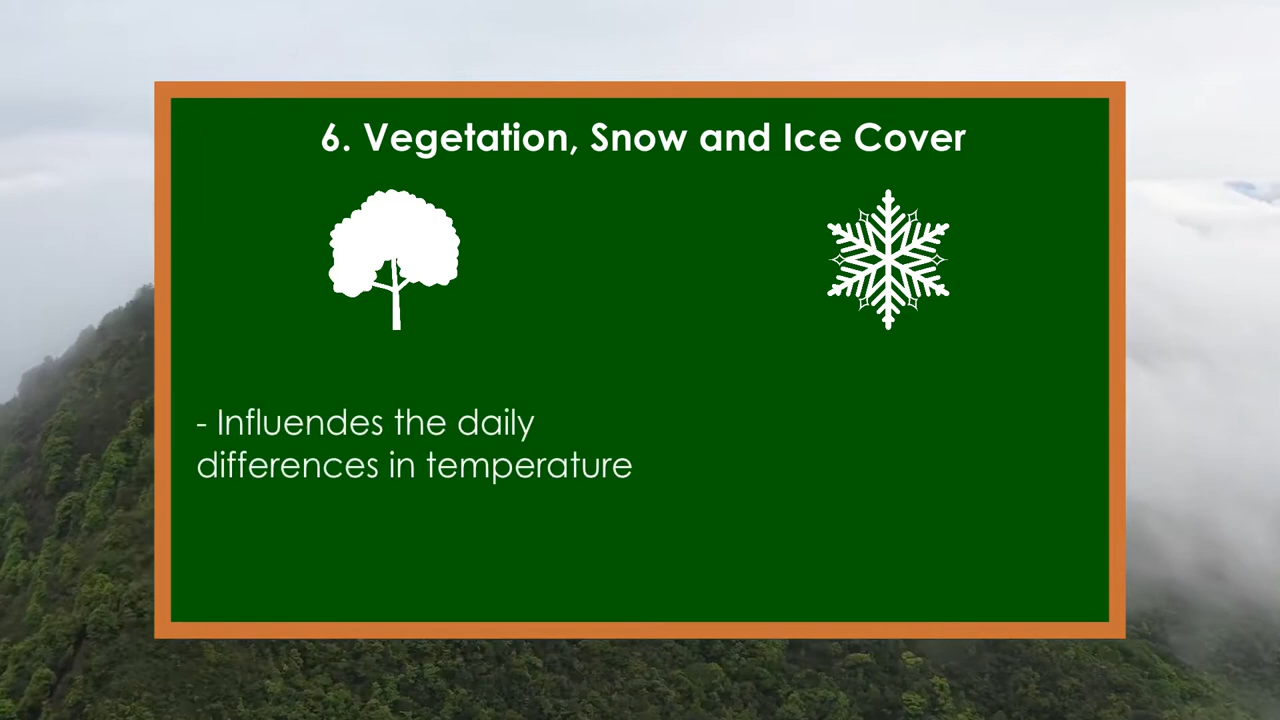 6. Vegetation, Snow and Ice Cover
- Influendes the daily
differences in temperature